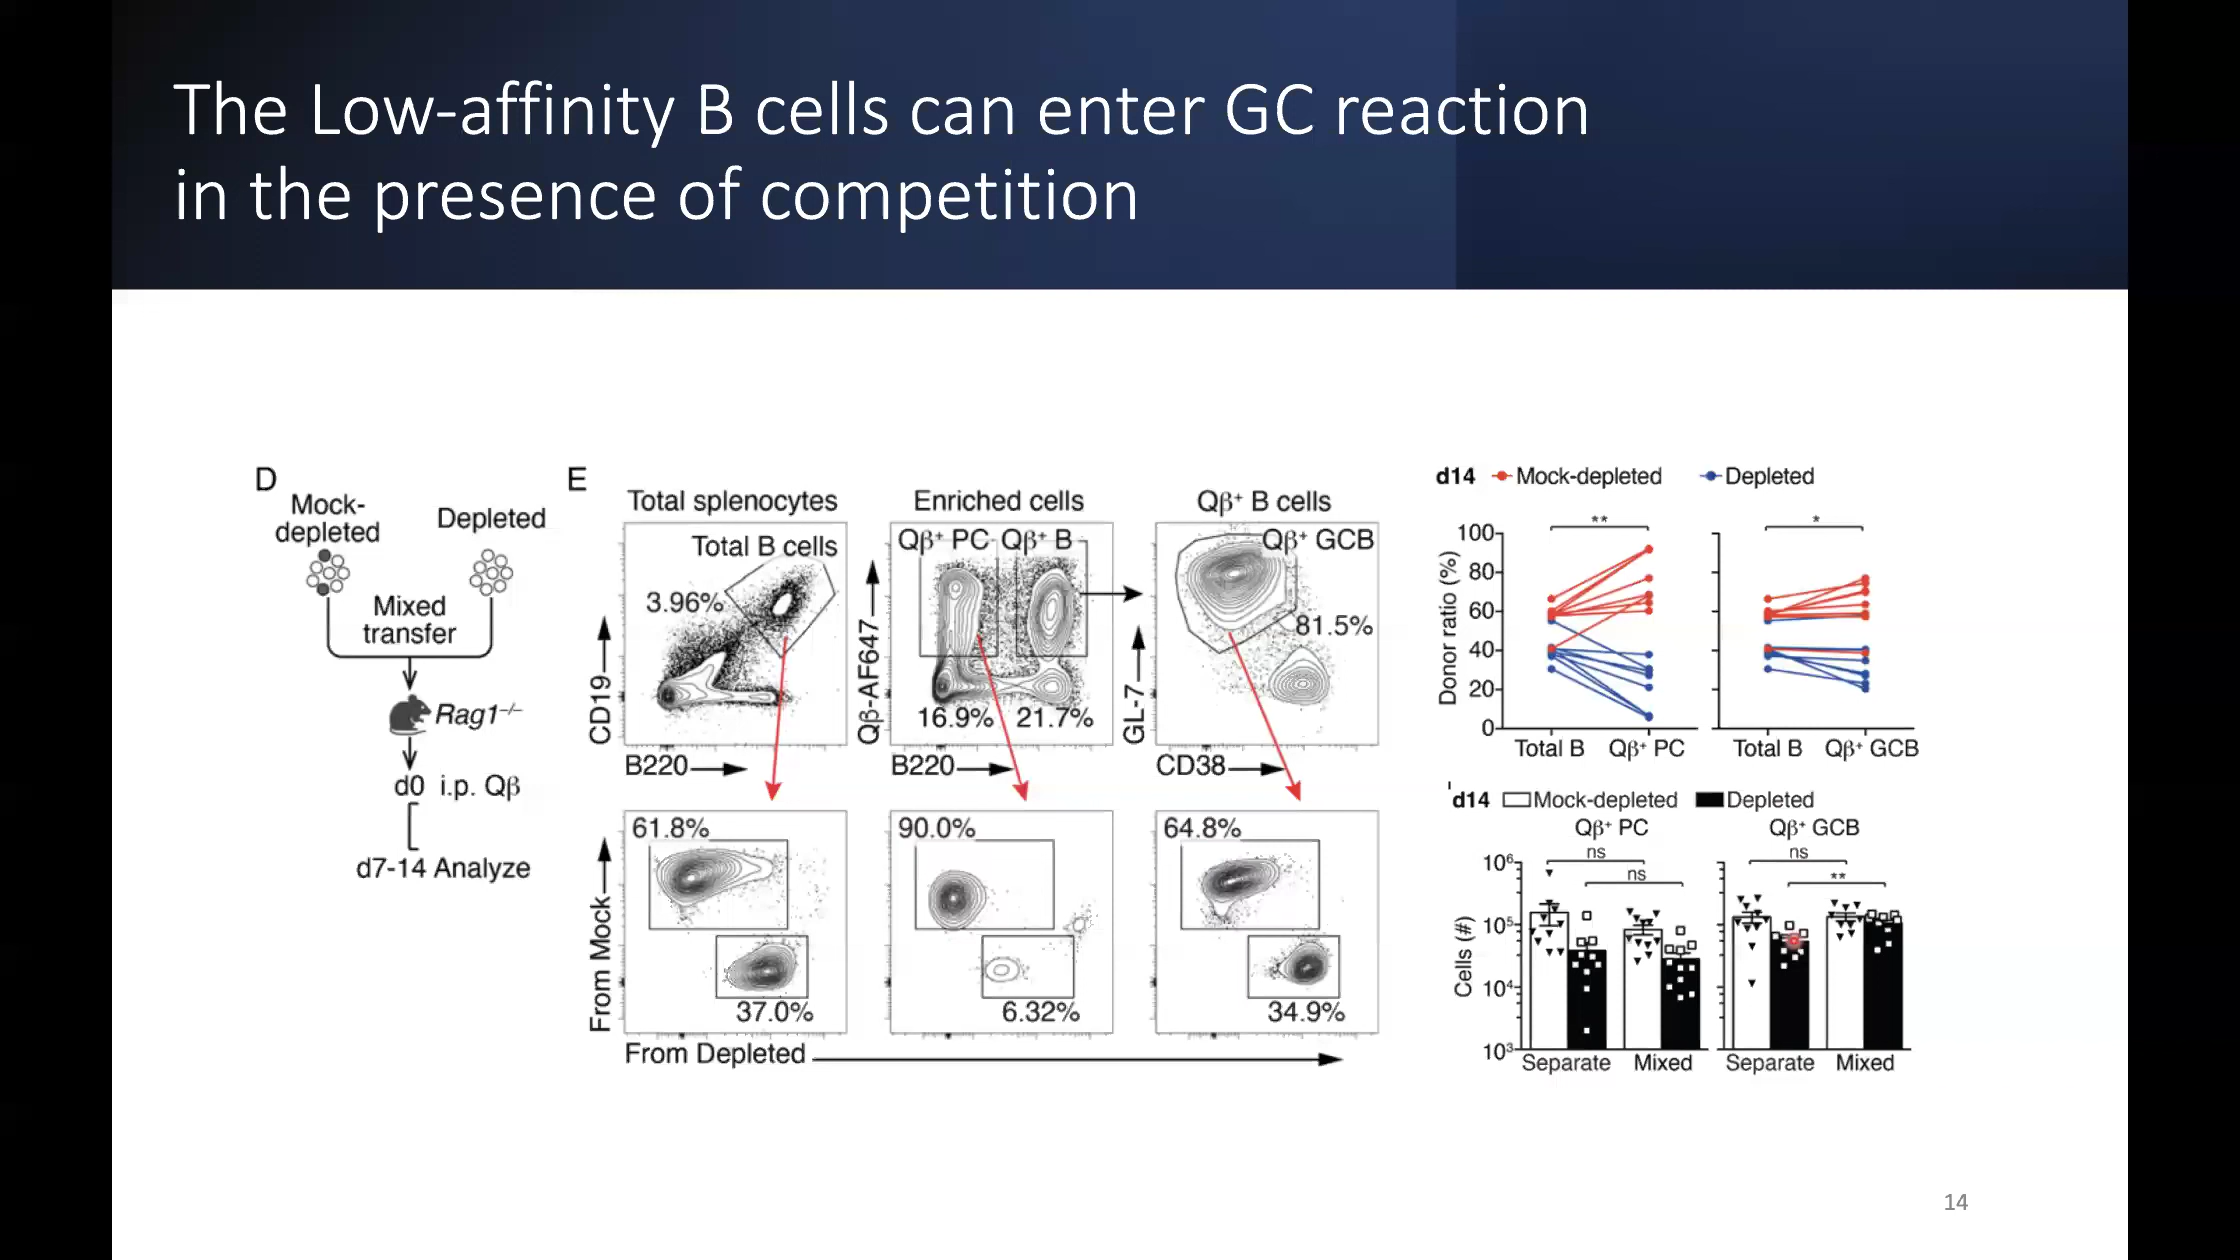 The Low-affinity B cells can enter GC reaction
in the presence of competition
D
Mock-
depleted
Depleted
Mixed
transfer
Rag1⁻/⁻
d0 i.p. Qβ
d7-14 Analyze
E
Total splenocytes
Total B cells
3.96%
CD19
B220
Enriched cells
Qβ⁺ PC
Qβ⁺ B
16.9%
21.7%
Qβ-AF647
B220
Qβ⁺ B cells
Qβ⁺ GCB
81.5%
GL-7
CD38
61.8%
37.0%
90.0%
6.32%
64.8%
34.9%
From Mock
From Depleted
d14 Mock-depleted Depleted
**
*
100
80
60
40
20
0
Donor ratio (%)
Total B Qβ⁺ PC
Total B Qβ⁺ GCB
d14 Mock-depleted Depleted
Qβ⁺ PC
Qβ⁺ GCB
ns
ns
ns
**
10⁶
10⁵
10⁴
10³
Cells (#)
Separate Mixed
Separate Mixed
14